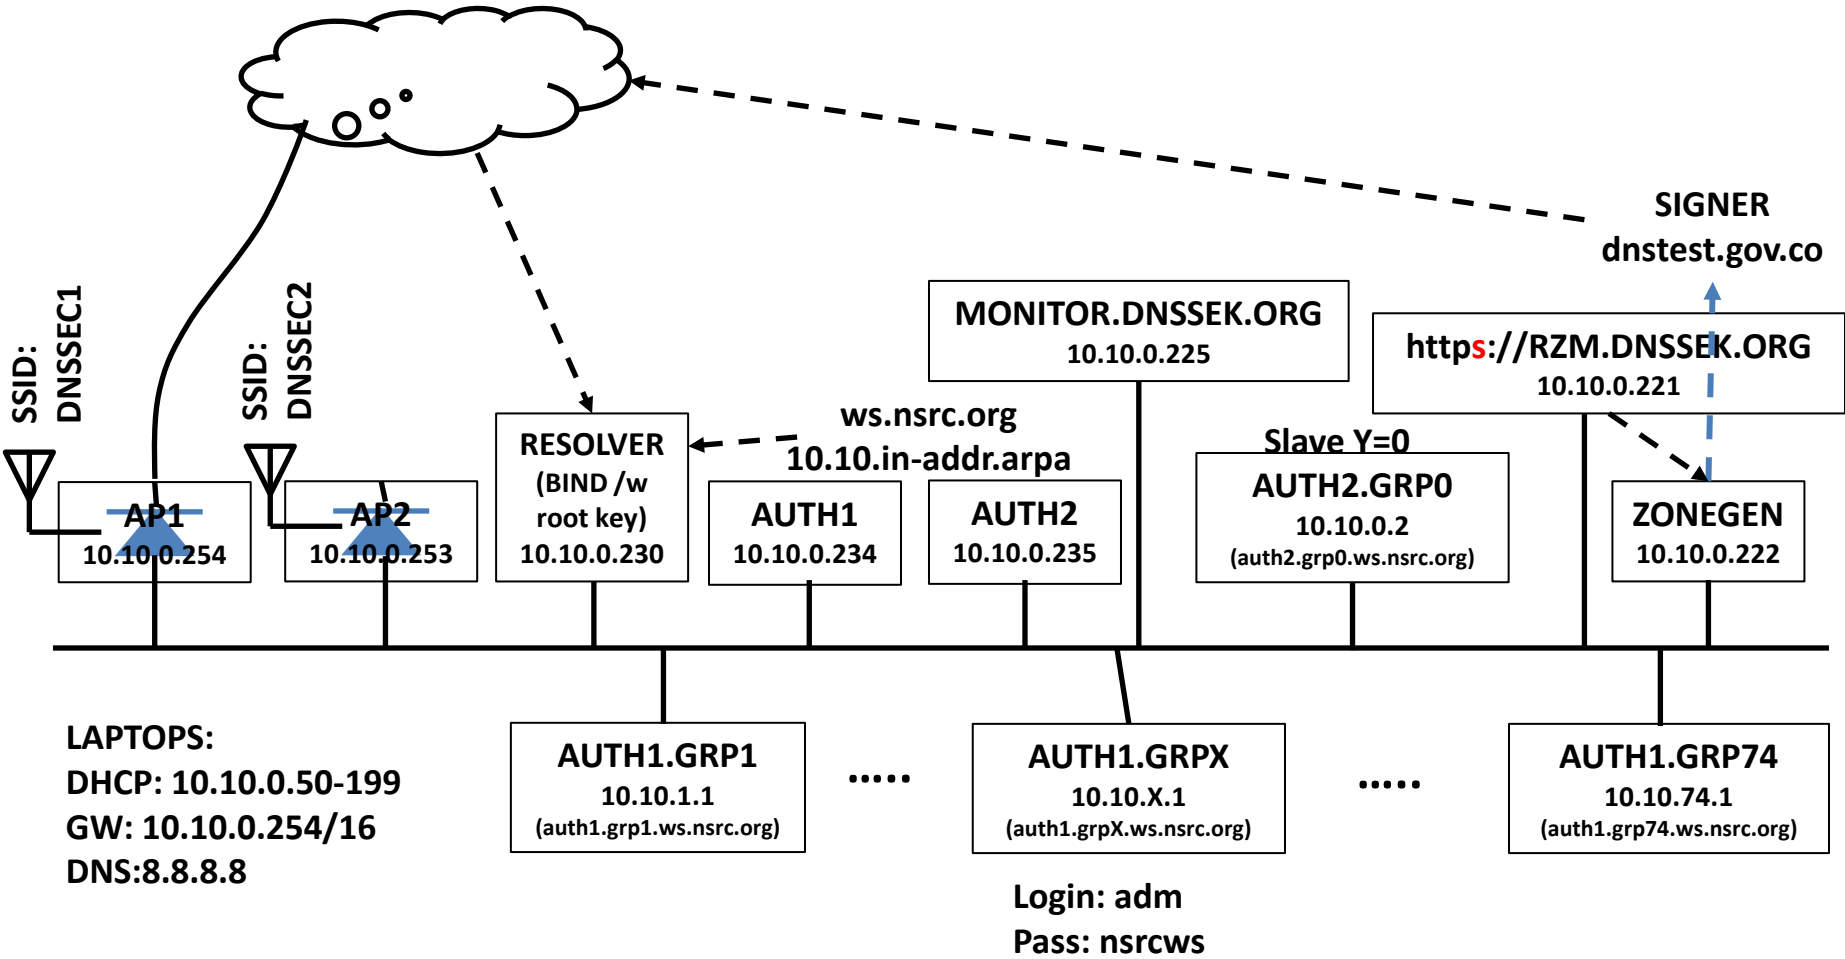 SIGNER
dnstest.gov.co
SSID:
DNSSEC1
SSID:
DNSSEC2
MONITOR.DNSSEK.ORG
10.10.0.225
https://RZM.DNSSEK.ORG
10.10.0.221
ws.nsrc.org
10.10.in-addr.arpa
RESOLVER
(BIND /w
root key)
10.10.0.230
Slave Y=0
AUTH2.GRP0
10.10.0.2
(auth2.grp0.ws.nsrc.org)
AP1
10.10.0.254
AP2
10.10.0.253
AUTH1
10.10.0.234
AUTH2
10.10.0.235
ZONEGEN
10.10.0.222
LAPTOPS:
DHCP: 10.10.0.50-199
GW: 10.10.0.254/16
DNS:8.8.8.8
AUTH1.GRP1
10.10.1.1
(auth1.grp1.ws.nsrc.org)
.....
AUTH1.GRPX
10.10.X.1
(auth1.grpX.ws.nsrc.org)
.....
AUTH1.GRP74
10.10.74.1
(auth1.grp74.ws.nsrc.org)
Login: adm
Pass: nsrcws